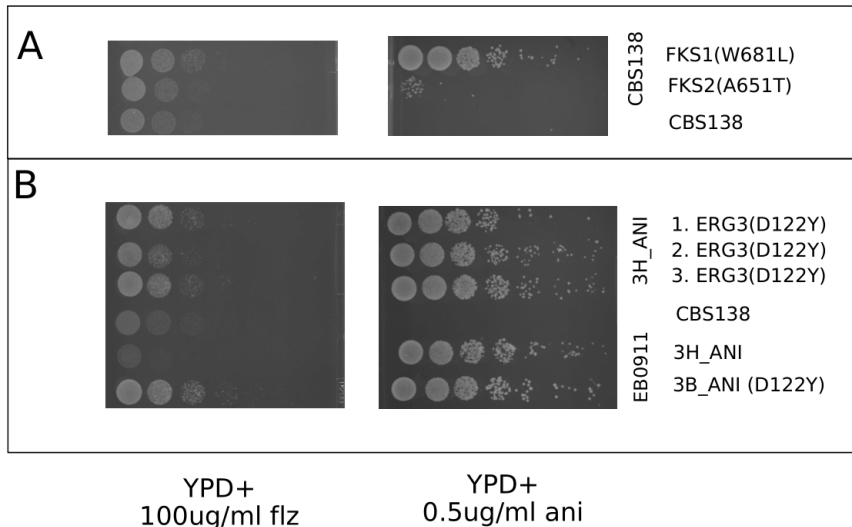 A
CBS138
FKS1(W681L)
FKS2(A651T)
CBS138
B
3H_ANI
1. ERG3(D122Y)
2. ERG3(D122Y)
3. ERG3(D122Y)
CBS138
EB0911
3H_ANI
3B_ANI (D122Y)
YPD+
100ug/ml flz
YPD+
0.5ug/ml ani